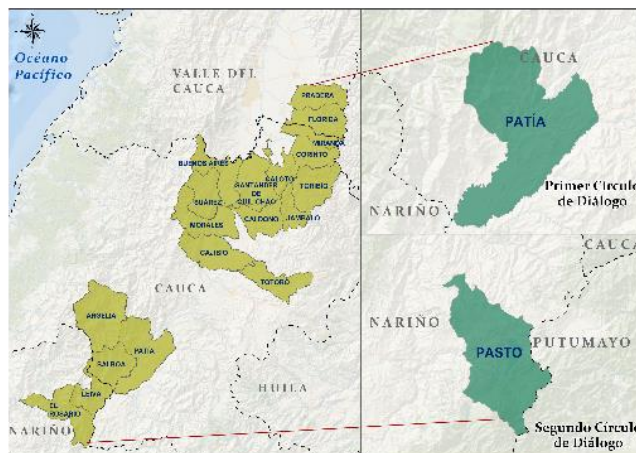 Océano
Pacífico
VALLE DEL
CAUCA
PRADERA
FLORIDA
MIRANDA
CORINTO
BUENOS AIRES
CALOTO
SANTANDER
DE
QUILICHAO
TORIBÍO
SUÁREZ
CALDONO
JAMBALÓ
MORALES
CAJIBÍO
TOTORÓ
CAUCA
ARGELIA
PATÍA
BALBOA
LEIVA
EL
ROSARIO
HUILA
NARIÑO
CAUCA
PATÍA
Primer Círculo
de Diálogo
NARIÑO
CAUCA
NARIÑO
PUTUMAYO
PASTO
Segundo Círculo
de Diálogo